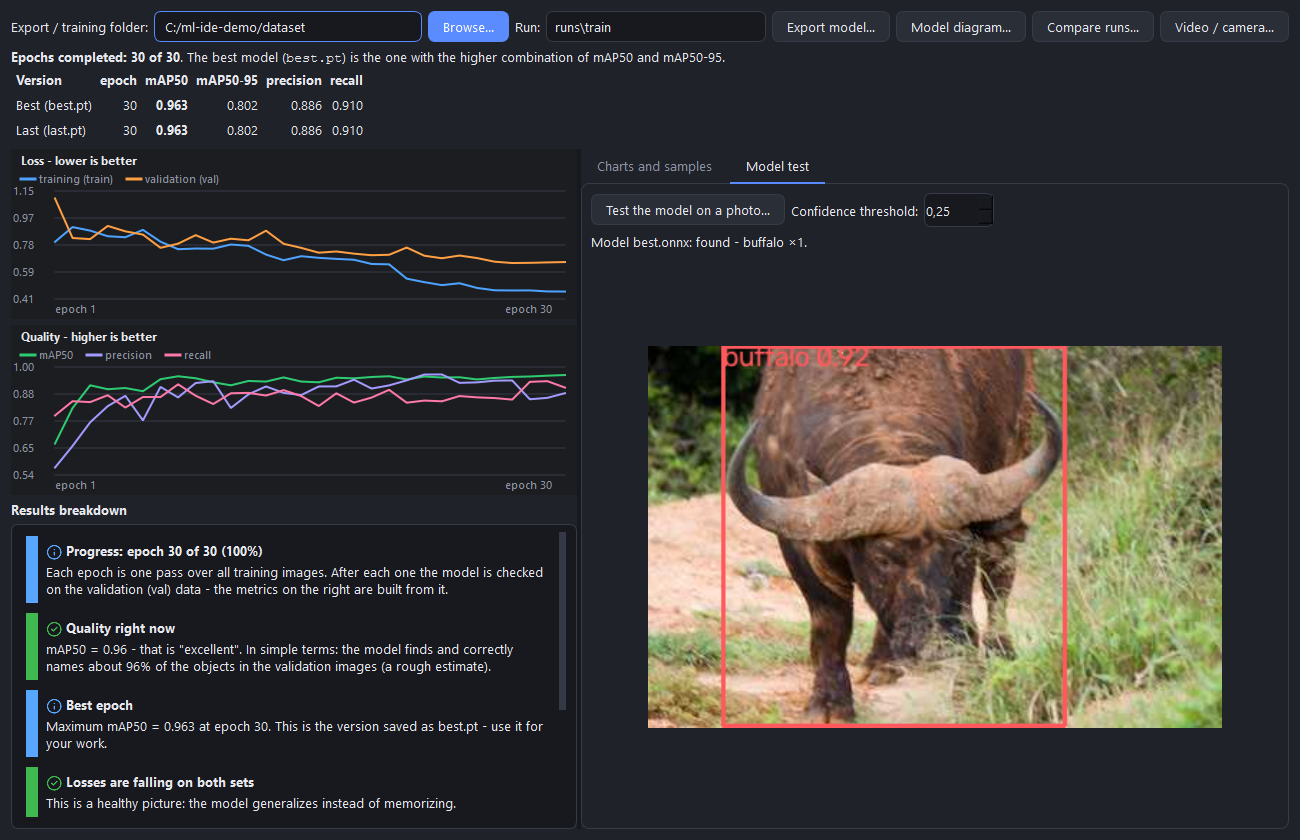 Export / training folder: C:/ml-ide-demo/dataset Browse... Run: runs\train Export model... Model diagram... Compare runs... Video / camera...
Epochs completed: 30 of 30. The best model (best.pt) is the one with the higher combination of mAP50 and mAP50-95.
Version epoch mAP50 mAP50-95 precision recall
Best (best.pt) 30 0.963 0.802 0.886 0.910
Last (last.pt) 30 0.963 0.802 0.886 0.910
Loss - lower is better
training (train) validation (val)
1.15
0.97
0.78
0.59
0.41
epoch 1 epoch 30
Quality - higher is better
mAP50 precision recall
1.00
0.88
0.77
0.65
0.54
epoch 1 epoch 30
Results breakdown
Progress: epoch 30 of 30 (100%)
Each epoch is one pass over all training images. After each one the model is checked
on the validation (val) data - the metrics on the right are built from it.
Quality right now
mAP50 = 0.96 - that is "excellent". In simple terms: the model finds and correctly
names about 96% of the objects in the validation images (a rough estimate).
Best epoch
Maximum mAP50 = 0.963 at epoch 30. This is the version saved as best.pt - use it for
your work.
Losses are falling on both sets
This is a healthy picture: the model generalizes instead of memorizing.
Charts and samples Model test
Test the model on a photo... Confidence threshold: 0,25
Model best.onnx: found - buffalo ×1.
buffalo 0.92